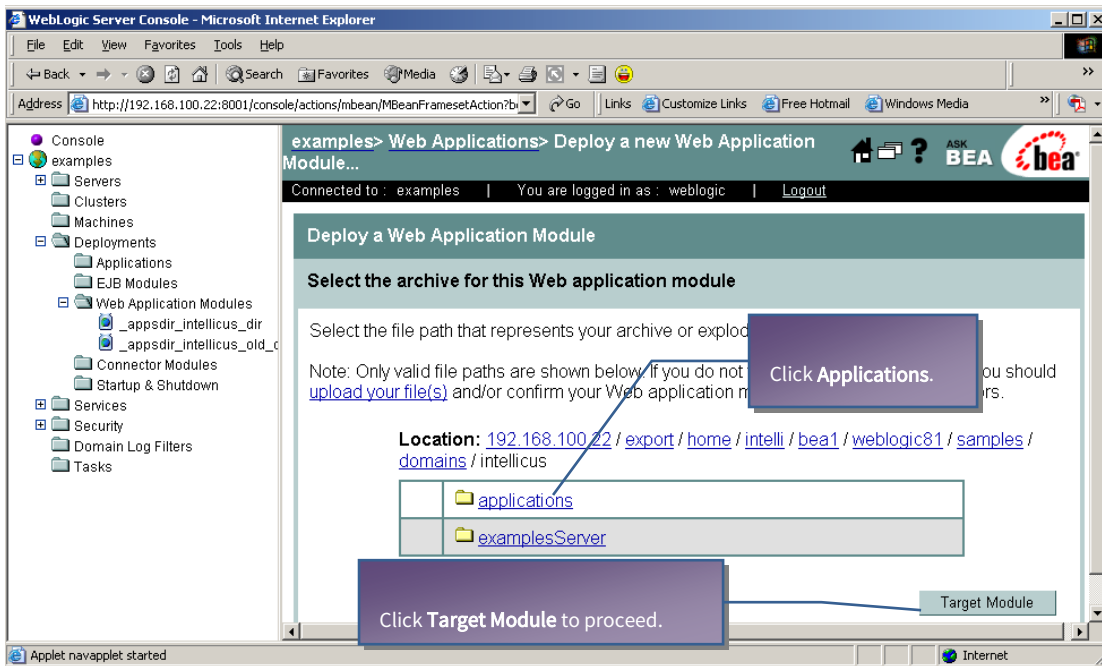 WebLogic Server Console - Microsoft Internet Explorer
File Edit View Favorites Tools Help
Back Search Favorites Media
Address http://192.168.100.22:8001/console/actions/mbean/MBeanFramesetAction?b Go Links Customize Links Free Hotmail Windows Media
Console
examples
Servers
Clusters
Machines
Deployments
Applications
EJB Modules
Web Application Modules
_appsdir_intellicus_dir
_appsdir_intellicus_old_
Connector Modules
Startup & Shutdown
Services
Security
Domain Log Filters
Tasks
examples> Web Applications> Deploy a new Web Application
Module...
ASK
BEA
bea
Connected to : examples | You are logged in as : weblogic | Logout
Deploy a Web Application Module
Select the archive for this Web application module
Select the file path that represents your archive or explod
Note: Only valid file paths are shown below. If you do not ou should
upload your file(s) and/or confirm your Web application m rs.
Click Applications.
Location: 192.168.100.22 / export / home / intelli / bea1 / weblogic81 / samples /
domains / intellicus
applications
examplesServer
Target Module
Click Target Module to proceed.
Applet navapplet started Internet